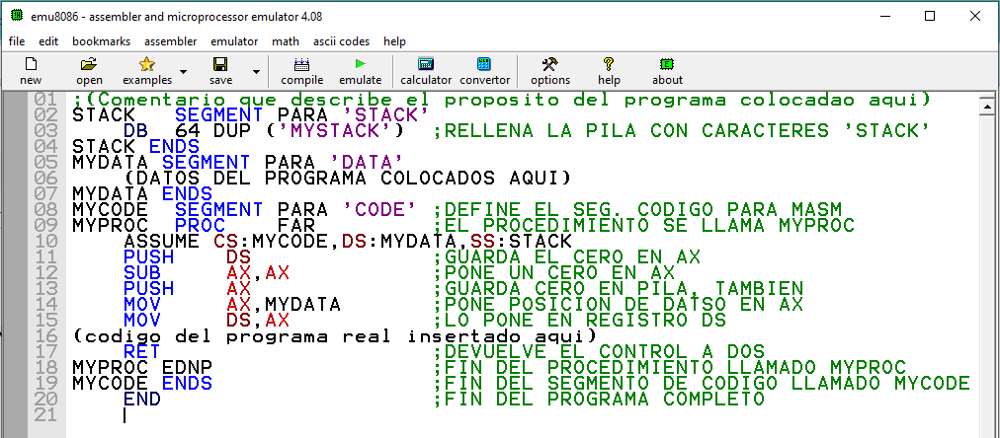 emu8086 - assembler and microprocessor emulator 4.08
file edit bookmarks assembler emulator math ascii codes help
new open examples save compile emulate calculator convertor options help about
01 ;(Comentario que describe el proposito del programa colocadao aqui)
02 STACK SEGMENT PARA 'STACK'
03 DB 64 DUP ('MYSTACK') ;RELLENA LA PILA CON CARACTERES 'STACK'
04 STACK ENDS
05 MYDATA SEGMENT PARA 'DATA'
06 (DATOS DEL PROGRAMA COLOCADOS AQUI)
07 MYDATA ENDS
08 MYCODE SEGMENT PARA 'CODE' ;DEFINE EL SEG. CODIGO PARA MASM
09 MYPROC PROC FAR ;EL PROCEDIMIENTO SE LLAMA MYPROC
10 ASSUME CS:MYCODE,DS:MYDATA,SS:STACK
11 PUSH DS ;GUARDA EL CERO EN AX
12 SUB AX,AX ;PONE UN CERO EN AX
13 PUSH AX ;GUARDA CERO EN PILA, TAMBIEN
14 MOV AX,MYDATA ;PONE POSICION DE DATSO EN AX
15 MOV DS,AX ;LO PONE EN REGISTRO DS
16 (codigo del programa real insertado aqui)
17 RET ;DEVUELVE EL CONTROL A DOS
18 MYPROC EDNP ;FIN DEL PROCEDIMIENTO LLAMADO MYPROC
19 MYCODE ENDS ;FIN DEL SEGMENTO DE CODIGO LLAMADO MYCODE
20 END ;FIN DEL PROGRAMA COMPLETO
21